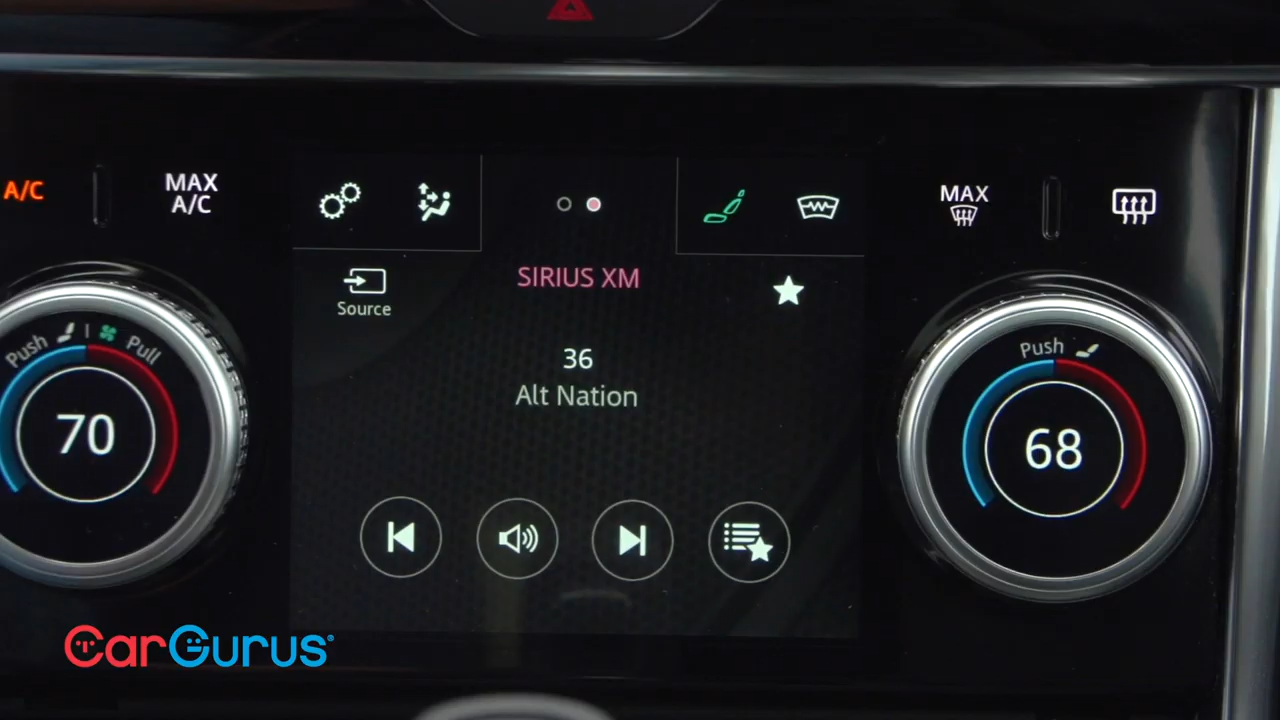 A/C
MAX
A/C
MAX
Source
SIRIUS XM
Push
Pull
Push
36
Alt Nation
70
68
CarGurus®